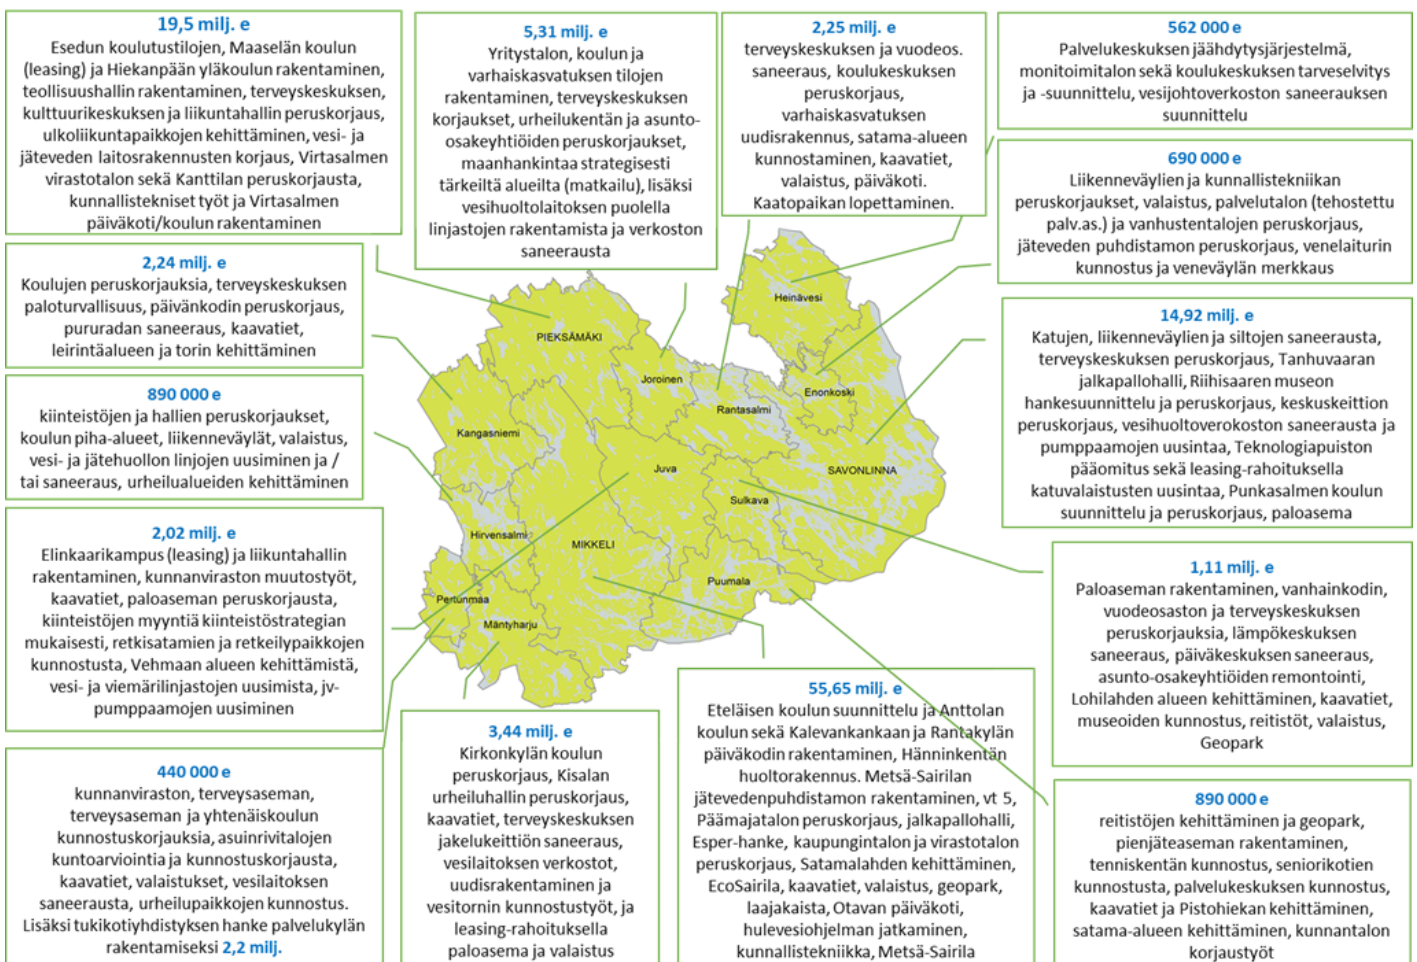 19,5 milj. e
Esedun koulutustilojen, Maaselän koulun
(leasing) ja Hiekanpään yläkoulun rakentaminen,
teollisuushallin rakentaminen, terveyskeskuksen,
kulttuurikeskuksen ja liikuntahallin peruskorjaus,
ulkoliikuntapaikkojen kehittäminen, vesi- ja
jäteveden laitosrakennusten korjaus, Virtasalmen
virastotalon sekä Kanttilan peruskorjausta,
kunnallistekniset työt ja Virtasalmen
päiväkoti/koulun rakentaminen
5,31 milj. e
Yritystalon, koulun ja
varhaiskasvatuksen tilojen
rakentaminen, terveyskeskuksen
korjaukset, urheilukentän ja asunto-
osakeyhtiöiden peruskorjaukset,
maanhankintaa strategisesti
tärkeiltä alueilta (matkailu), lisäksi
vesihuoltolaitoksen puolella
linjastojen rakentamista ja verkoston
saneerausta
2,25 milj. e
terveyskeskuksen ja vuodeos.
saneeraus, koulukeskuksen
peruskorjaus,
varhaiskasvatuksen
uudisrakennus, satama-alueen
kunnostaminen, kaavatiet,
valaistus, päiväkoti.
Kaatopaikan lopettaminen.
562 000 e
Palvelukeskuksen jäähdytysjärjestelmä,
monitoimitalon sekä koulukeskuksen tarveselvitys
ja -suunnittelu, vesijohtoverkoston saneerauksen
suunnittelu
690 000 e
Liikenneväylien ja kunnallistekniikan
peruskorjaukset, valaistus, palvelutalon (tehostettu
palv.as.) ja vanhustentalojen peruskorjaus,
jäteveden puhdistamon peruskorjaus, venelaiturin
kunnostus ja veneväylän merkkaus
2,24 milj. e
Koulujen peruskorjauksia, terveyskeskuksen
paloturvallisuus, päivänkodin peruskorjaus,
pururadan saneeraus, kaavatiet,
leirintäalueen ja torin kehittäminen
14,92 milj. e
Katujen, liikenneväylien ja siltojen saneerausta,
terveyskeskuksen peruskorjaus, Tanhuvaaran
jalkapallohalli, Riihisaaren museon
hankesuunnittelu ja peruskorjaus, keskuskeittion
peruskorjaus, vesihuoltoverokoston saneerausta ja
pumppaamojen uusintaa, Teknologiapuiston
pääomitus sekä leasing-rahoituksella
katuvalaistusten uusintaa, Punkasalmen koulun
suunnittelu ja peruskorjaus, paloasema
890 000 e
kiinteistöjen ja hallien peruskorjaukset,
koulun piha-alueet, liikenneväylät, valaistus,
vesi- ja jätehuollon linjojen uusiminen ja /
tai saneeraus, urheilualueiden kehittäminen
Heinävesi
PIEKSÄMÄKI
Joroinen
Enonkoski
Rantasalmi
Kangasniemi
Juva
SAVONLINNA
Sulkava
Hirvensalmi
MIKKELI
Puumala
Pertunmaa
Mäntyharju
2,02 milj. e
Elinkaarikampus (leasing) ja liikuntahallin
rakentaminen, kunnanviraston muutostyöt,
kaavatiet, paloaseman peruskorjausta,
kiinteistöjen myyntiä kiinteistöstrategian
mukaisesti, retkisatamien ja retkeilypaikkojen
kunnostusta, Vehmaan alueen kehittämistä,
vesi- ja viemärilinjastojen uusimista, jv-
pumppaamojen uusiminen
1,11 milj. e
Paloaseman rakentaminen, vanhainkodin,
vuodeosaston ja terveyskeskuksen
peruskorjauksia, lämpökeskuksen
saneeraus, päiväkeskuksen saneeraus,
asunto-osakeyhtiöiden remontointi,
Lohilahden alueen kehittäminen, kaavatiet,
museoiden kunnostus, reitistöt, valaistus,
Geopark
440 000 e
kunnanviraston, terveysaseman,
terveysaseman ja yhtenäiskoulun
kunnostuskorjauksia, asuinrivitalojen
kuntoarviointia ja kunnostuskorjausta,
kaavatiet, valaistukset, vesilaitoksen
saneerausta, urheilupaikkojen kunnostus.
Lisäksi tukikotiyhdistyksen hanke palvelukylän
rakentamiseksi 2,2 milj.
3,44 milj. e
Kirkonkylän koulun
peruskorjaus, Kisalan
urheiluhallin peruskorjaus,
kaavatiet, terveyskeskuksen
jakelukeittiön saneeraus,
vesilaitoksen verkostot,
uudisrakentaminen ja
vesitornin kunnostustyöt, ja
leasing-rahoituksella
paloasema ja valaistus
55,65 milj. e
Eteläisen koulun suunnittelu ja Anttolan
koulun sekä Kalevankankaan ja Rantakylän
päiväkodin rakentaminen, Hänninkentän
huoltorakennus. Metsä-Sairilan
jätevedenpuhdistamon rakentaminen, vt 5,
Päämajatalon peruskorjaus, jalkapallohalli,
Esper-hanke, kaupungintalon ja virastotalon
peruskorjaus, Satamalahden kehittäminen,
EcoSairila, kaavatiet, valaistus, geopark,
laajakaista, Otavan päiväkoti,
hulevesiohjelman jatkaminen,
kunnallistekniikka, Metsä-Sairila
890 000 e
reitistöjen kehittäminen ja geopark,
pienjäteaseman rakentaminen,
tenniskentän kunnostus, seniorikotien
kunnostusta, palvelukeskuksen kunnostus,
kaavatiet ja Pistohiekan kehittäminen,
satama-alueen kehittäminen, kunnantalon
korjaustyöt